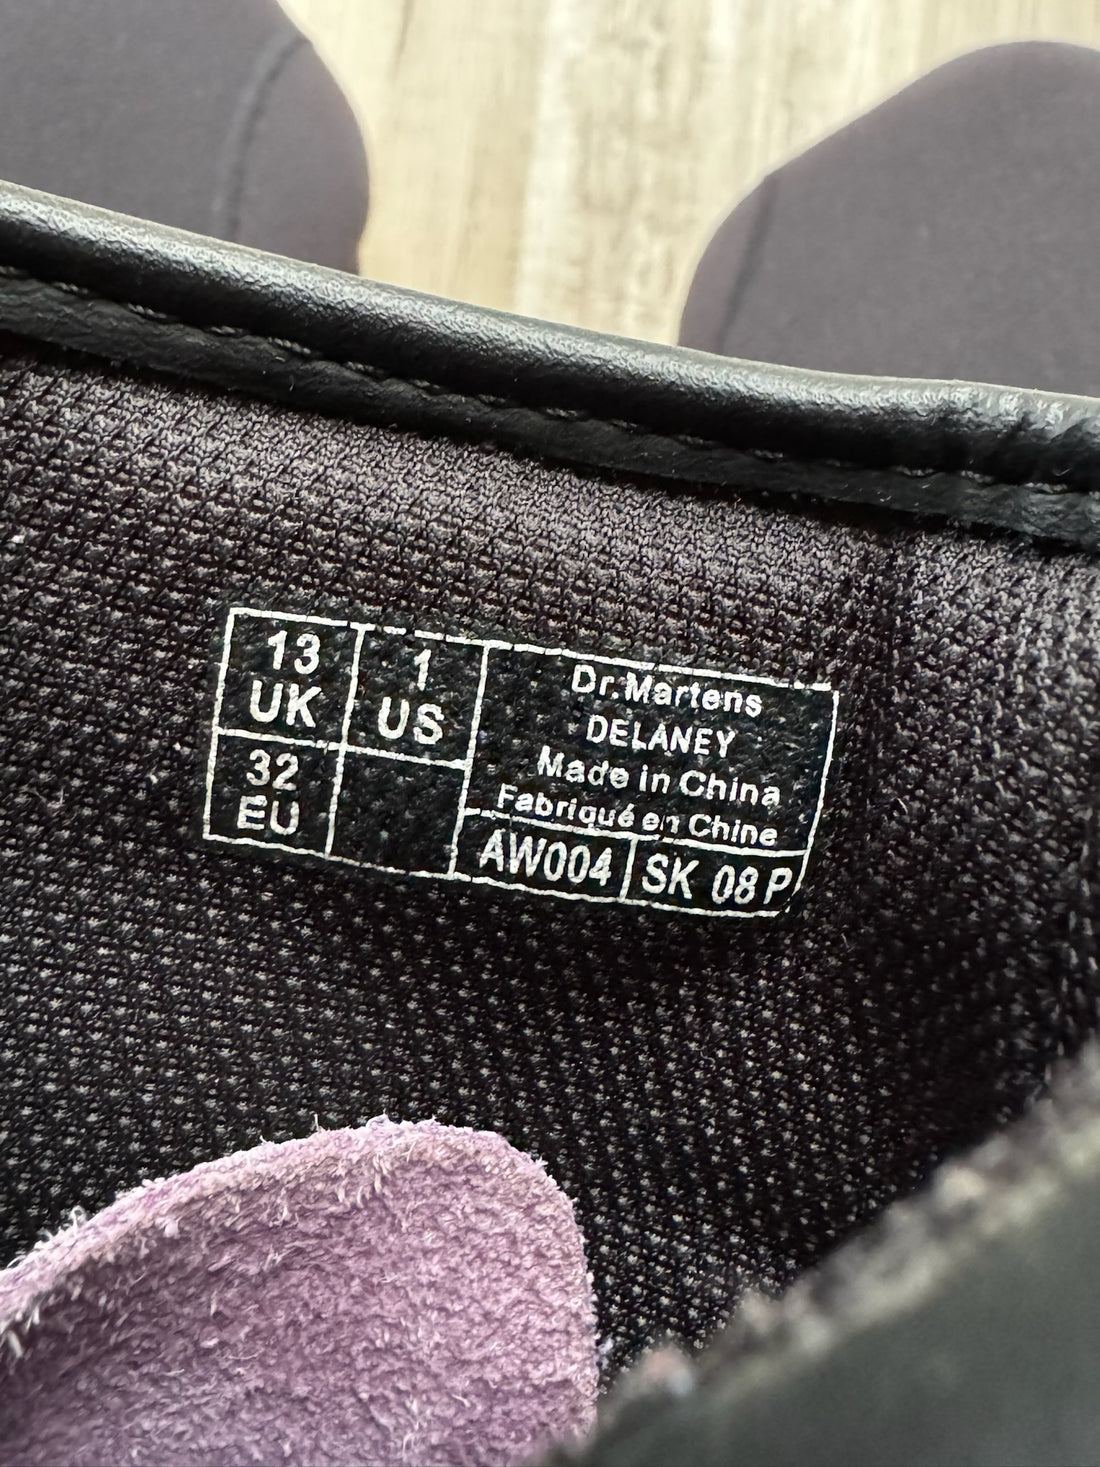 13
UK
1
US
32
EU
Dr.Martens
DELANEY
Made in China
Fabriqué en Chine
AW004
SK 08 P